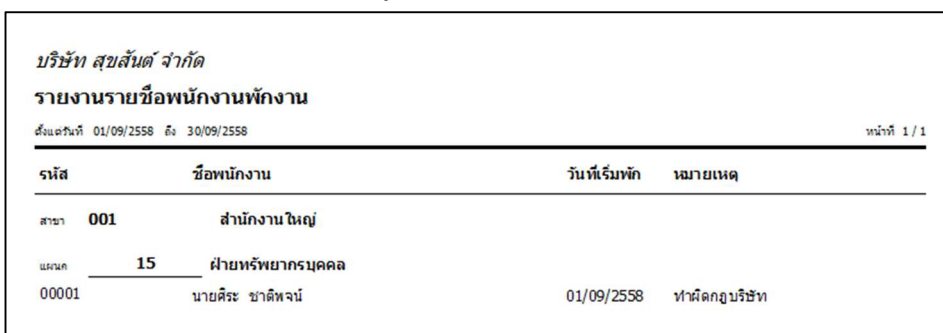 บริษัท สุขสันต์ จำกัด
รายงานรายชื่อพนักงานพักงาน
ตั้งแต่วันที่ 01/09/2558 ถึง 30/09/2558 หน้าที่ 1 / 1
รหัส ชื่อพนักงาน วันที่เริ่มพัก หมายเหตุ
สาขา 001 สำนักงานใหญ่
แผนก 15 ฝ่ายทรัพยากรบุคคล
00001 นายศิระ ชาติพจน์ 01/09/2558 ทำผิดกฎบริษัท